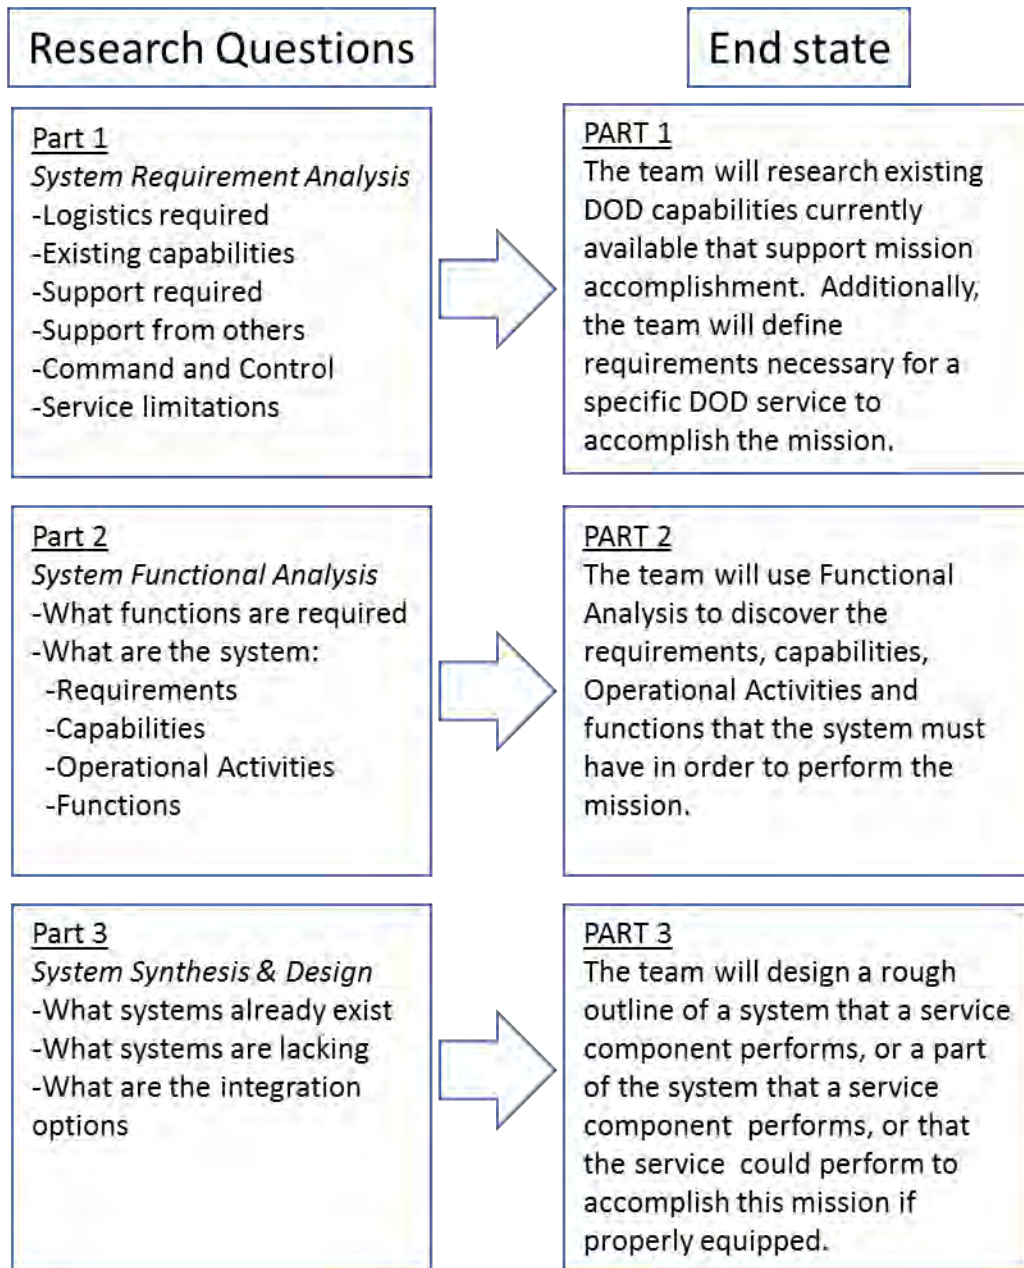 Research Questions
End state
Part 1
System Requirement Analysis
-Logistics required
-Existing capabilities
-Support required
-Support from others
-Command and Control
-Service limitations
PART 1
The team will research existing
DOD capabilities currently
available that support mission
accomplishment.  Additionally,
the team will define
requirements necessary for a
specific DOD service to
accomplish the mission.
Part 2
System Functional Analysis
-What functions are required
-What are the system:
-Requirements
-Capabilities
-Operational Activities
-Functions
PART 2
The team will use Functional
Analysis to discover the
requirements, capabilities,
Operational Activities and
functions that the system must
have in order to perform the
mission.
Part 3
System Synthesis & Design
-What systems already exist
-What systems are lacking
-What are the integration
options
PART 3
The team will design a rough
outline of a system that a service
component performs, or a part
of the system that a service
component  performs, or that
the service  could perform to
accomplish this mission if
properly equipped.